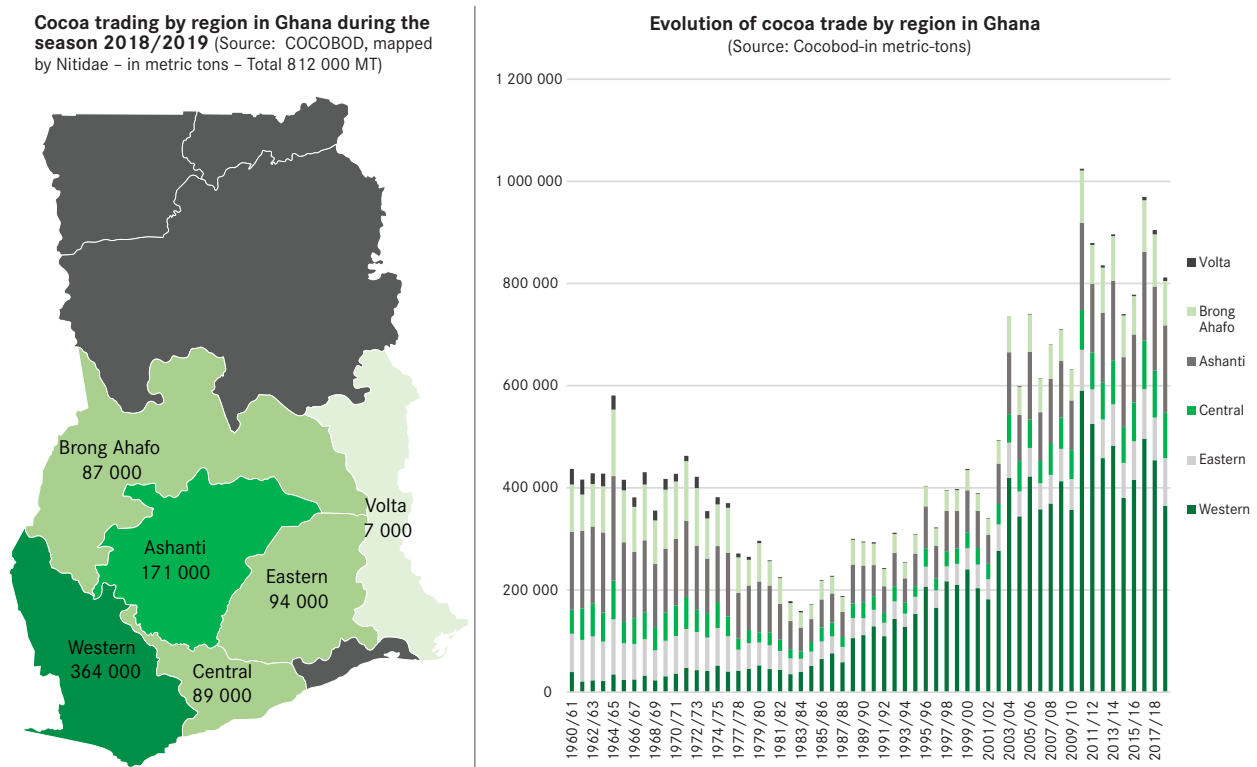 Cocoa trading by region in Ghana during the
season 2018/2019 (Source: COCOBOD, mapped
by Nitidae – in metric tons – Total 812 000 MT)
Brong Ahafo
87 000
Volta
7 000
Ashanti
171 000
Eastern
94 000
Western
364 000
Central
89 000
Evolution of cocoa trade by region in Ghana
(Source: Cocobod-in metric-tons)
1 200 000
1 000 000
800 000
600 000
400 000
200 000
0
1960/61
1962/63
1964/65
1966/67
1968/69
1970/71
1972/73
1974/75
1977/78
1979/80
1981/82
1983/84
1985/86
1987/88
1989/90
1991/92
1993/94
1995/96
1997/98
1999/00
2001/02
2003/04
2005/06
2007/08
2009/10
2011/12
2013/14
2015/16
2017/18
Volta
Brong
Ahafo
Ashanti
Central
Eastern
Western